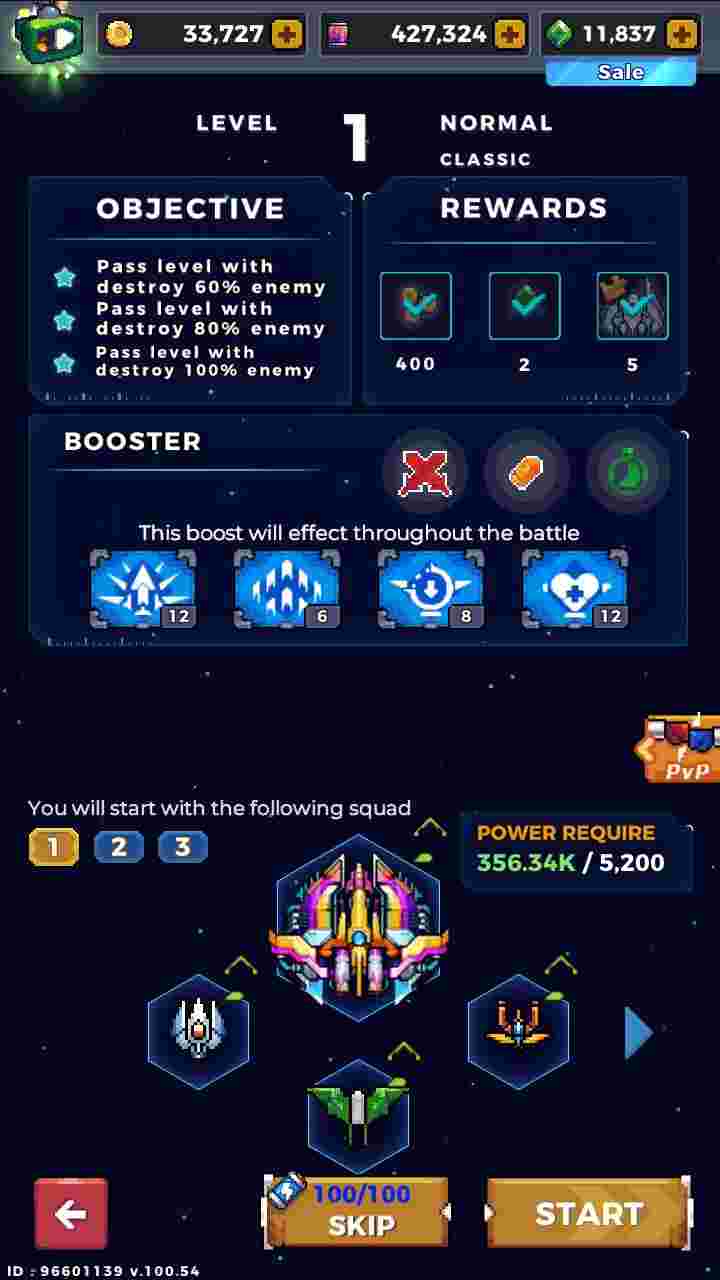 33,727
427,324
11,837
Sale
LEVEL 1 NORMAL
CLASSIC
OBJECTIVE
Pass level with
destroy 60% enemy
Pass level with
destroy 80% enemy
Pass level with
destroy 100% enemy
REWARDS
400 2 5
BOOSTER
This boost will effect throughout the battle
12 6 8 12
PvP
You will start with the following squad
1 2 3
POWER REQUIRE
356.34K / 5,200
100/100
SKIP
START
ID : 96601139 v.100.54